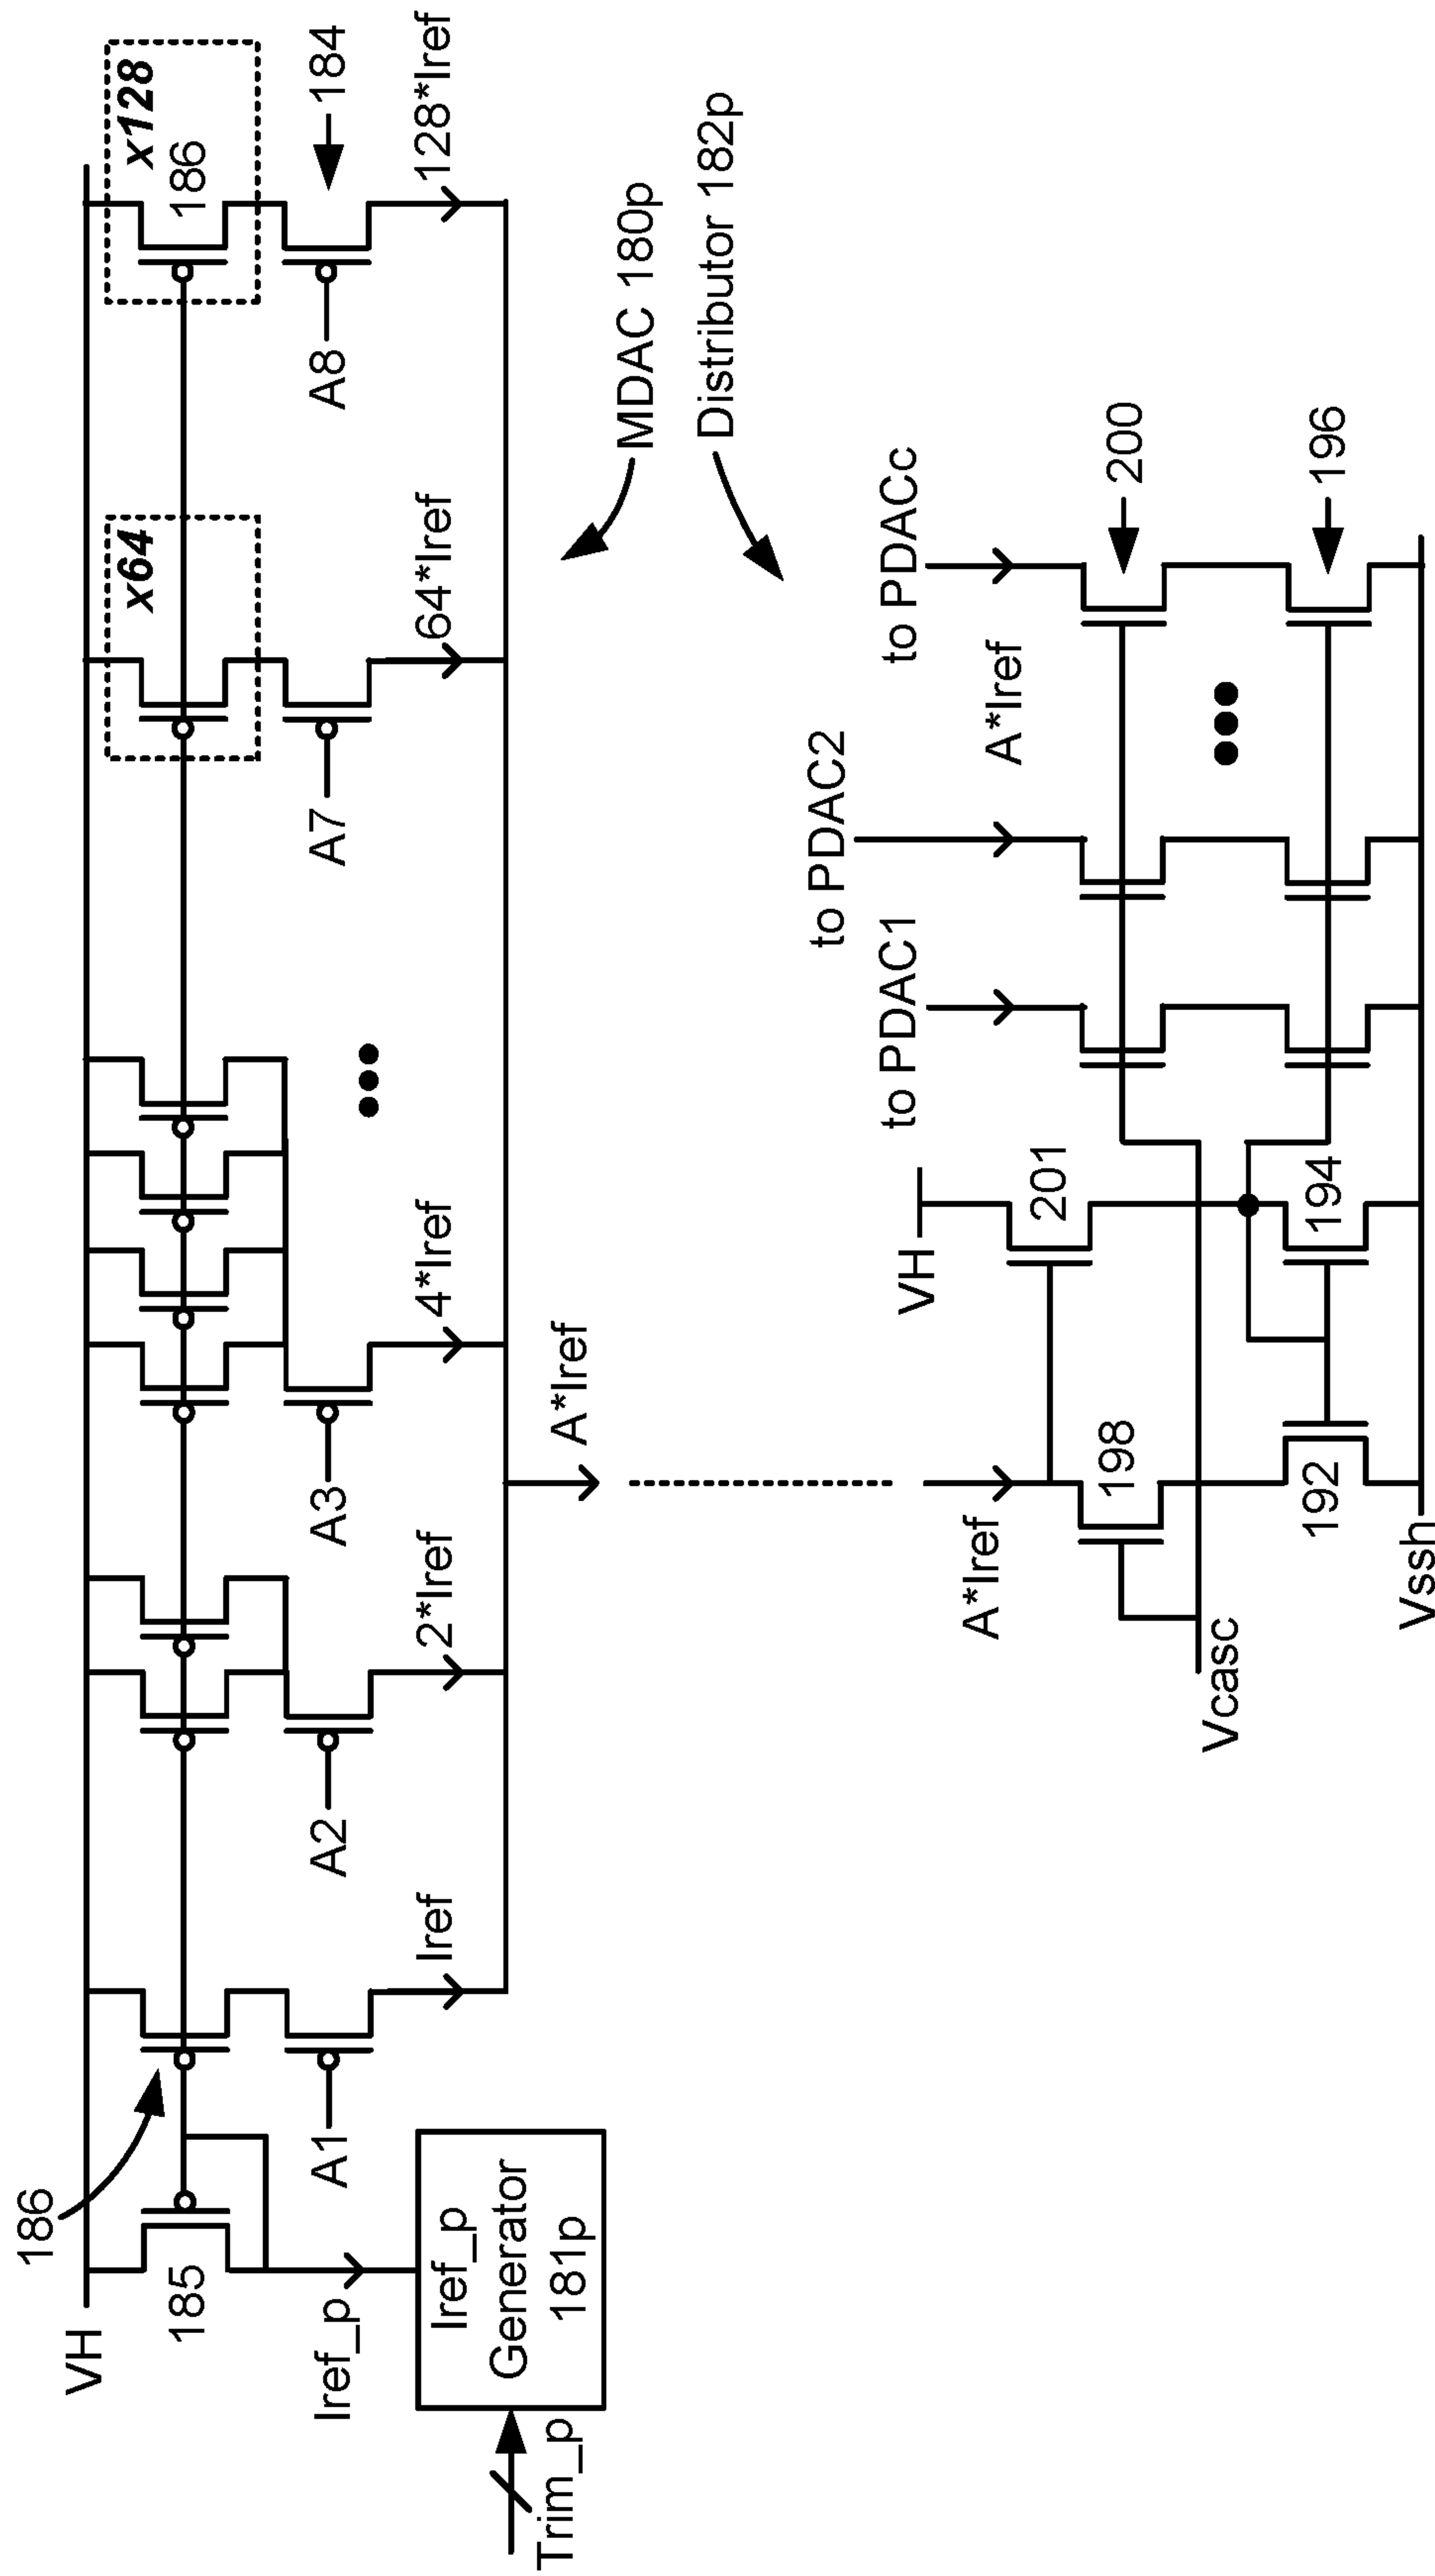 VH
186
185
Iref_p
Trim_p
Iref_p
Generator
181p
A1
Iref
A2
2*Iref
A3
4*Iref
A7
x64
64*Iref
A8
x128
186
184
128*Iref
A*Iref
MDAC 180p
Distributor 182p
A*Iref
198
192
Vcasc
Vssh
VH
201
194
to PDAC1
to PDAC2
A*Iref
to PDACc
200
196